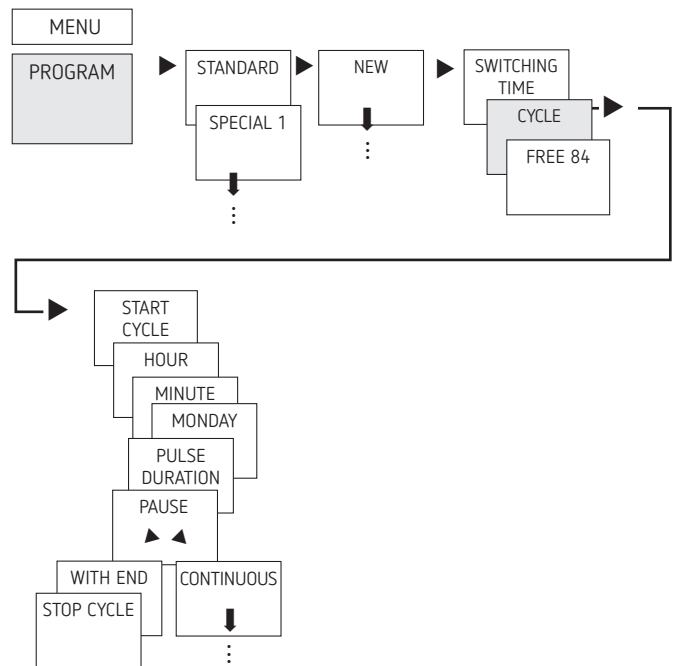 MENU
PROGRAM
STANDARD
SPECIAL 1
NEW
SWITCHING
TIME
CYCLE
FREE 84
START
CYCLE
HOUR
MINUTE
MONDAY
PULSE
DURATION
PAUSE
WITH END
CONTINUOUS
STOP CYCLE